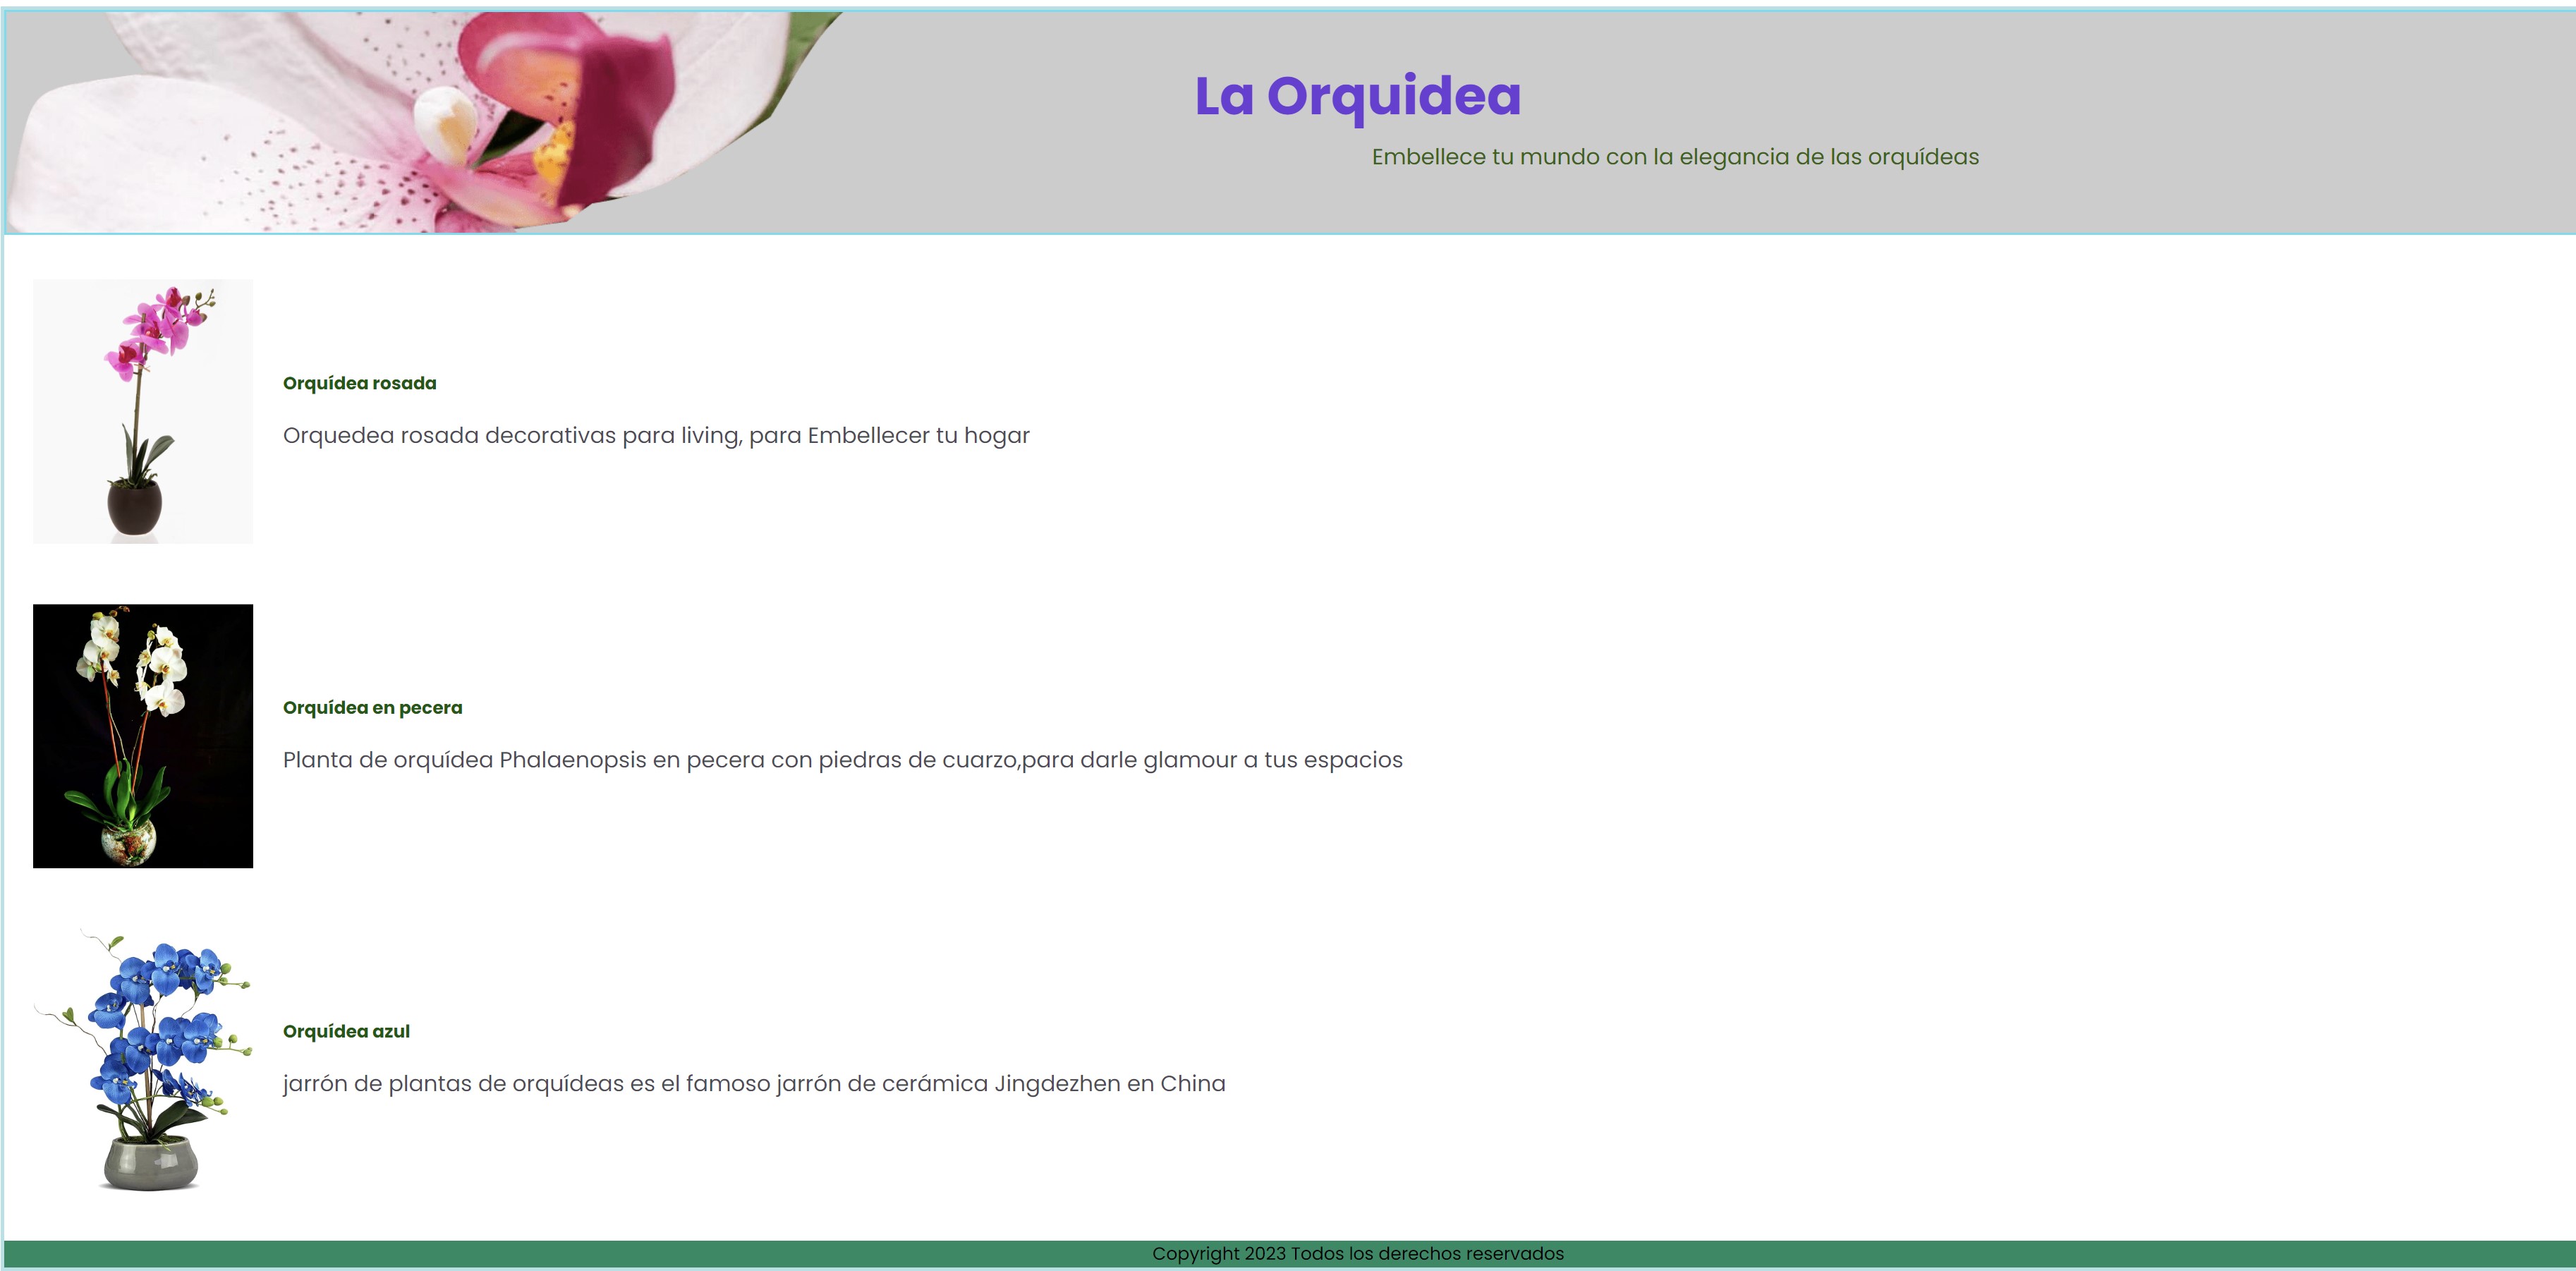 La Orquidea
Embellece tu mundo con la elegancia de las orquídeas
Orquídea rosada
Orquedea rosada decorativas para living, para Embellecer tu hogar
Orquídea en pecera
Planta de orquídea Phalaenopsis en pecera con piedras de cuarzo,para darle glamour a tus espacios
Orquídea azul
jarrón de plantas de orquídeas es el famoso jarrón de cerámica Jingdezhen en China
Copyright 2023 Todos los derechos reservados